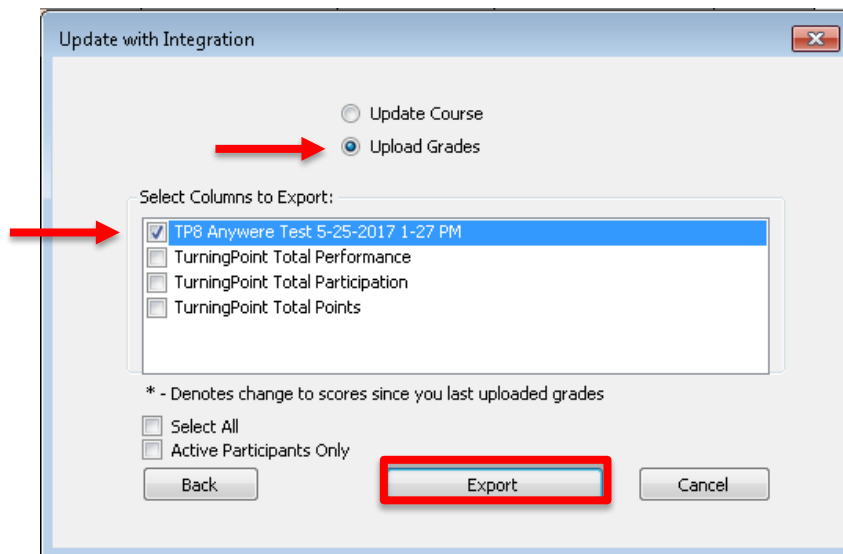 Update with Integration
Update Course
Upload Grades
Select Columns to Export:
TP8 Anywere Test 5-25-2017 1-27 PM
TurningPoint Total Performance
TurningPoint Total Participation
TurningPoint Total Points
* - Denotes change to scores since you last uploaded grades
Select All
Active Participants Only
Back Export Cancel